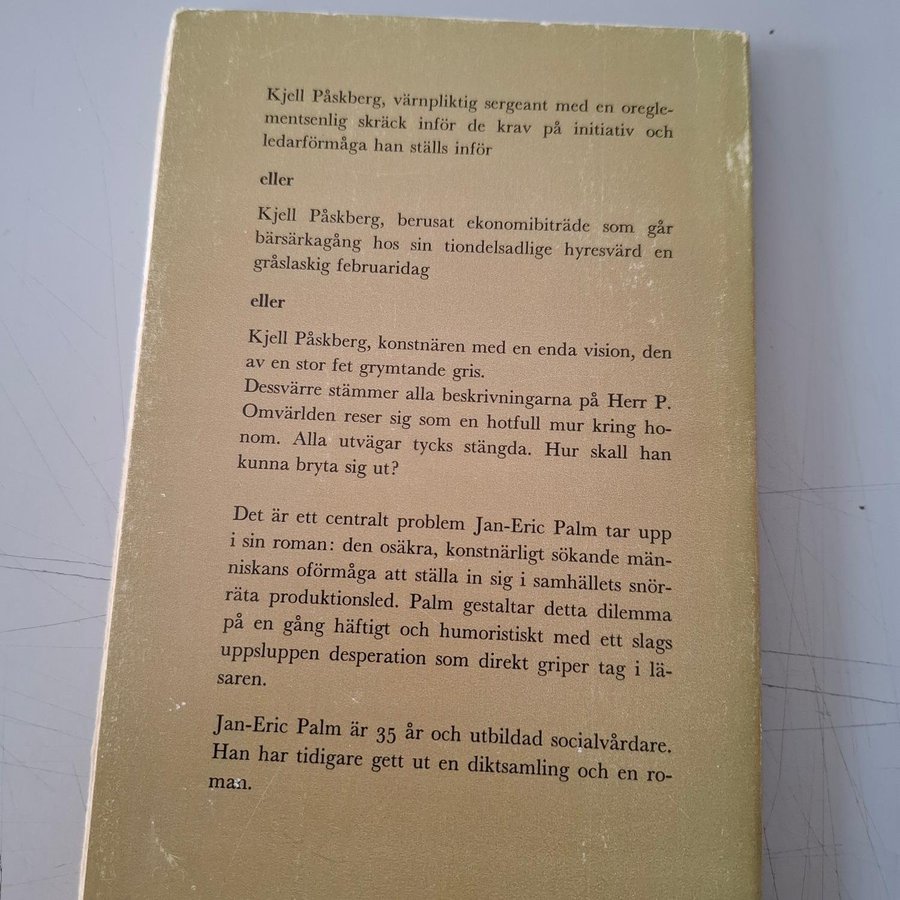 Kjell Påskberg, värnpliktig sergeant med en oregle-
mentsenlig skräck inför de krav på initiativ och
ledarförmåga han ställs inför
eller
Kjell Påskberg, berusat ekonomibiträde som går
bärsärkagång hos sin tiondelsadlige hyresvärd en
gråslaskig februaridag
eller
Kjell Påskberg, konstnären med en enda vision, den
av en stor fet grymtande gris.
Dessvärre stämmer alla beskrivningarna på Herr P.
Omvärlden reser sig som en hotfull mur kring ho-
nom. Alla utvägar tycks stängda. Hur skall han
kunna bryta sig ut?
Det är ett centralt problem Jan-Eric Palm tar upp
i sin roman: den osäkra, konstnärligt sökande män-
niskans oförmåga att ställa in sig i samhällets snör-
räta produktionsled. Palm gestaltar detta dilemma
på en gång häftigt och humoristiskt med ett slags
uppsluppen desperation som direkt griper tag i lä-
saren.
Jan-Eric Palm är 35 år och utbildad socialvårdare.
Han har tidigare gett ut en diktsamling och en ro-
man.